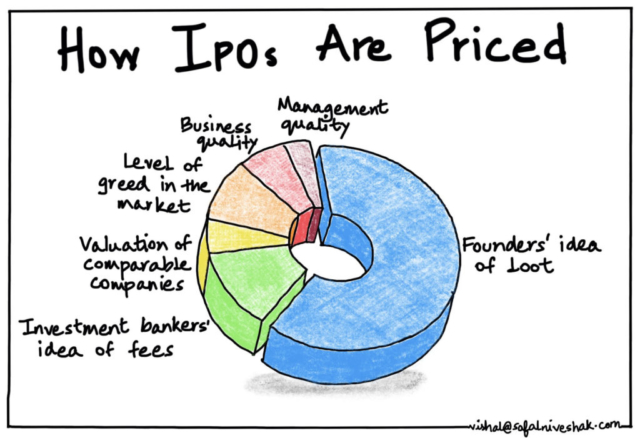 How IPOs Are Priced
Management
quality
Business
quality
Level of
greed in the
market
Valuation of
comparable
companies
Investment bankers'
idea of fees
Founders' idea
of Loot
vishal@safalniveshak.com